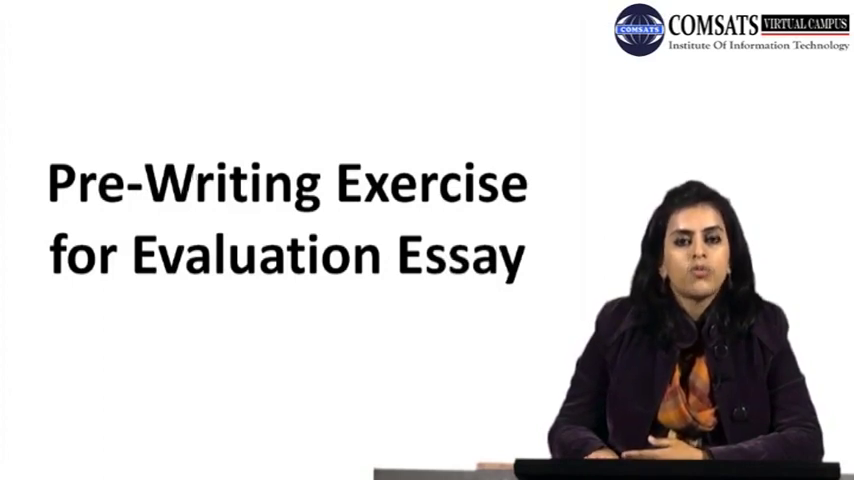 COMSATS VIRTUAL CAMPUS
COMSATS
Institute Of Information Technology
Pre-Writing Exercise
for Evaluation Essay